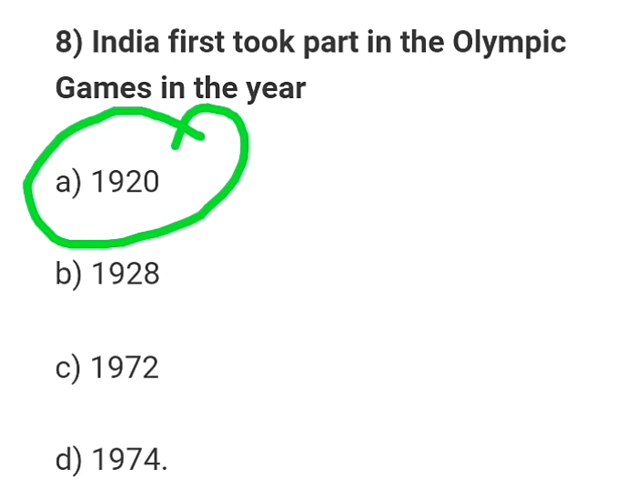 8) India first took part in the Olympic
Games in the year
a) 1920
b) 1928
c) 1972
d) 1974.